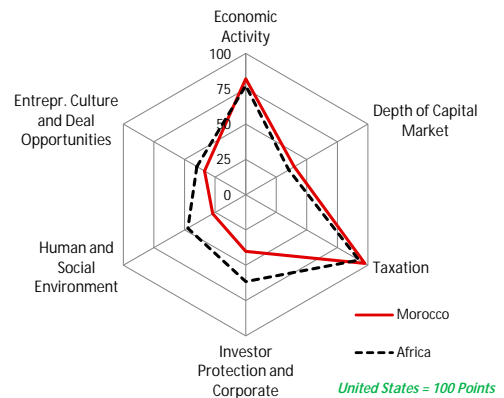 Economic
Activity
100
75
50
25
0
Depth of Capital
Market
Taxation
Investor
Protection and
Corporate
Human and
Social
Environment
Entrepr. Culture
and Deal
Opportunities
Morocco
Africa
United States = 100 Points